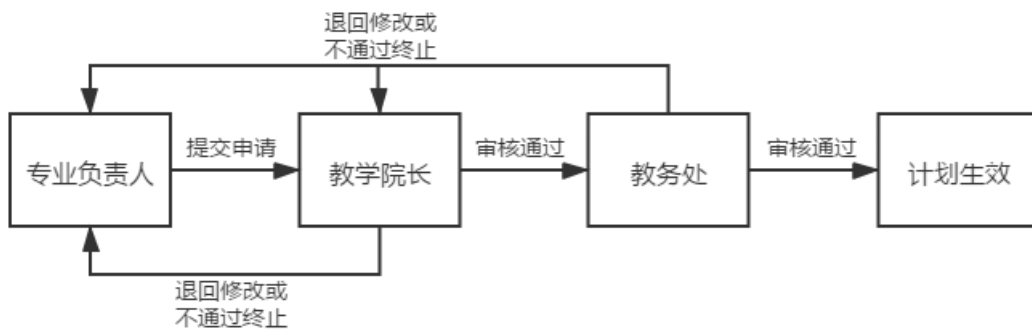 退回修改或
不通过终止
提交申请
审核通过
审核通过
专业负责人
教学院长
教务处
计划生效
退回修改或
不通过终止